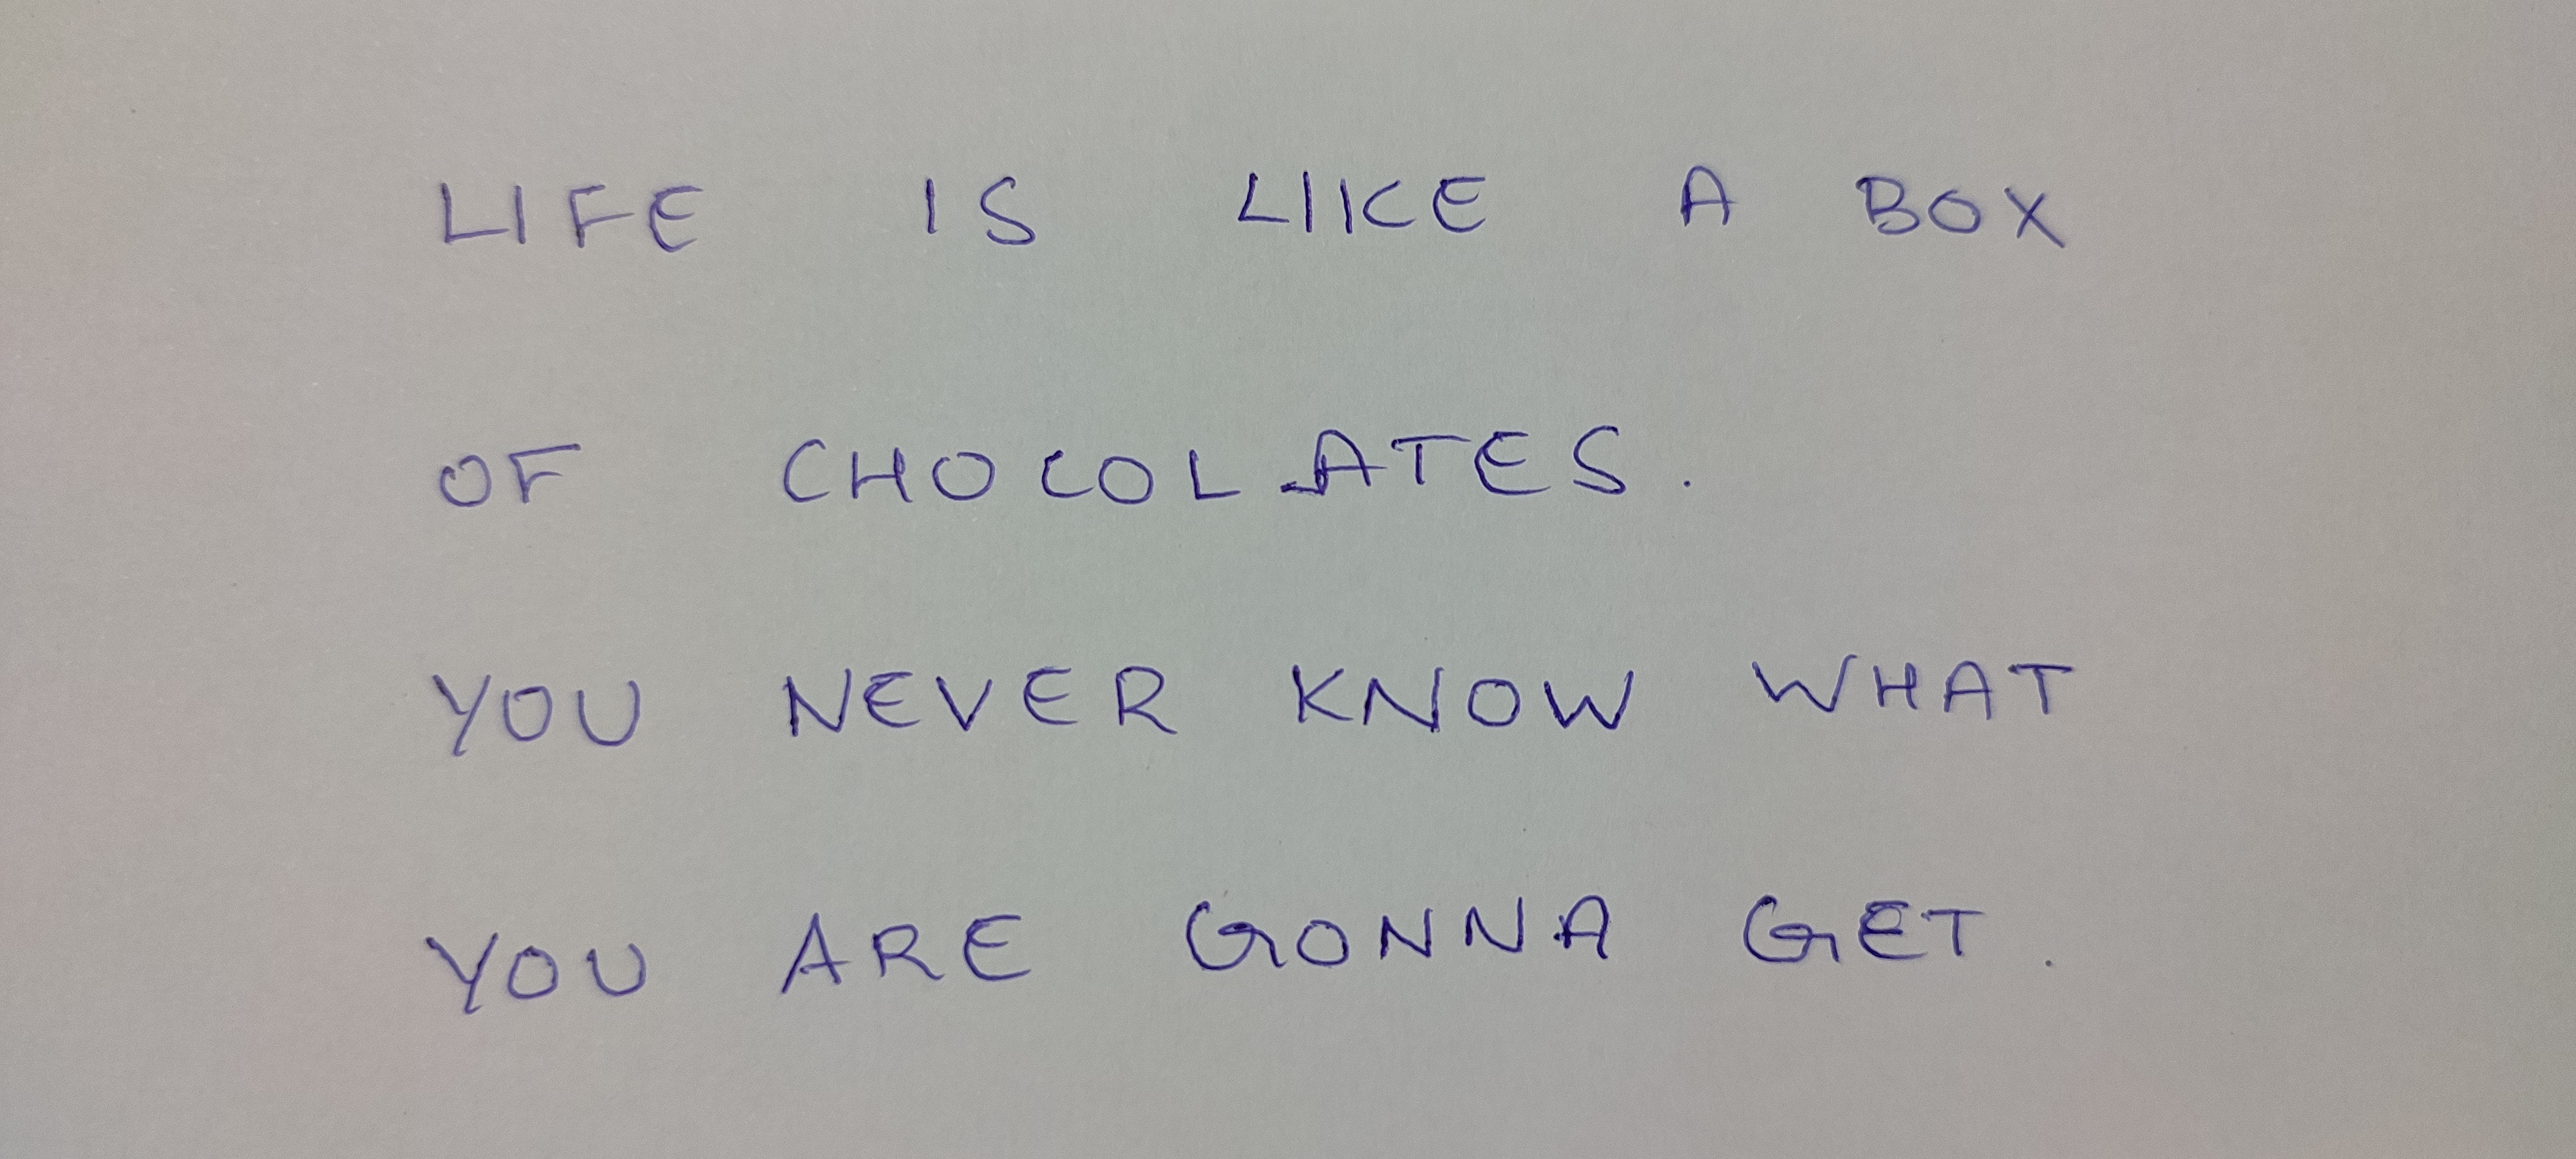 LIFE IS LIKE A BOX
OF CHOCOLATES.
YOU NEVER KNOW WHAT
YOU ARE GONNA GET.